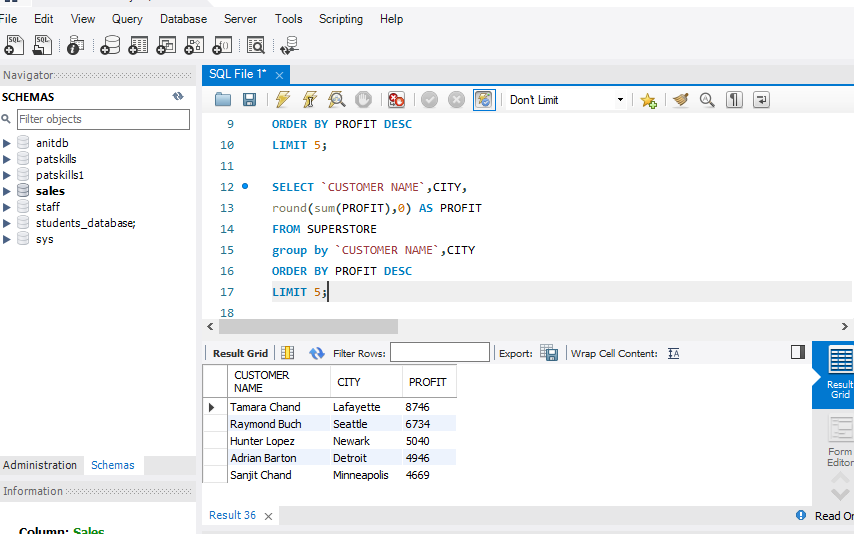 File Edit View Query Database Server Tools Scripting Help
Navigator
SQL File 1*
SCHEMAS
Filter objects
anitdb
patskills
patskills1
sales
staff
students_database;
sys
Don't Limit
9 ORDER BY PROFIT DESC
10 LIMIT 5;
11
12 SELECT `CUSTOMER NAME`,CITY,
13 round(sum(PROFIT),0) AS PROFIT
14 FROM SUPERSTORE
15 group by `CUSTOMER NAME`,CITY
16 ORDER BY PROFIT DESC
17 LIMIT 5;
18
Result Grid Filter Rows: Export: Wrap Cell Content:
CUSTOMER NAME CITY PROFIT
Tamara Chand Lafayette 8746
Raymond Buch Seattle 6734
Hunter Lopez Newark 5040
Adrian Barton Detroit 4946
Sanjit Chand Minneapolis 4669
Result
Grid
Form
Editor
Administration Schemas
Information
Result 36
Read On
Column: Sales